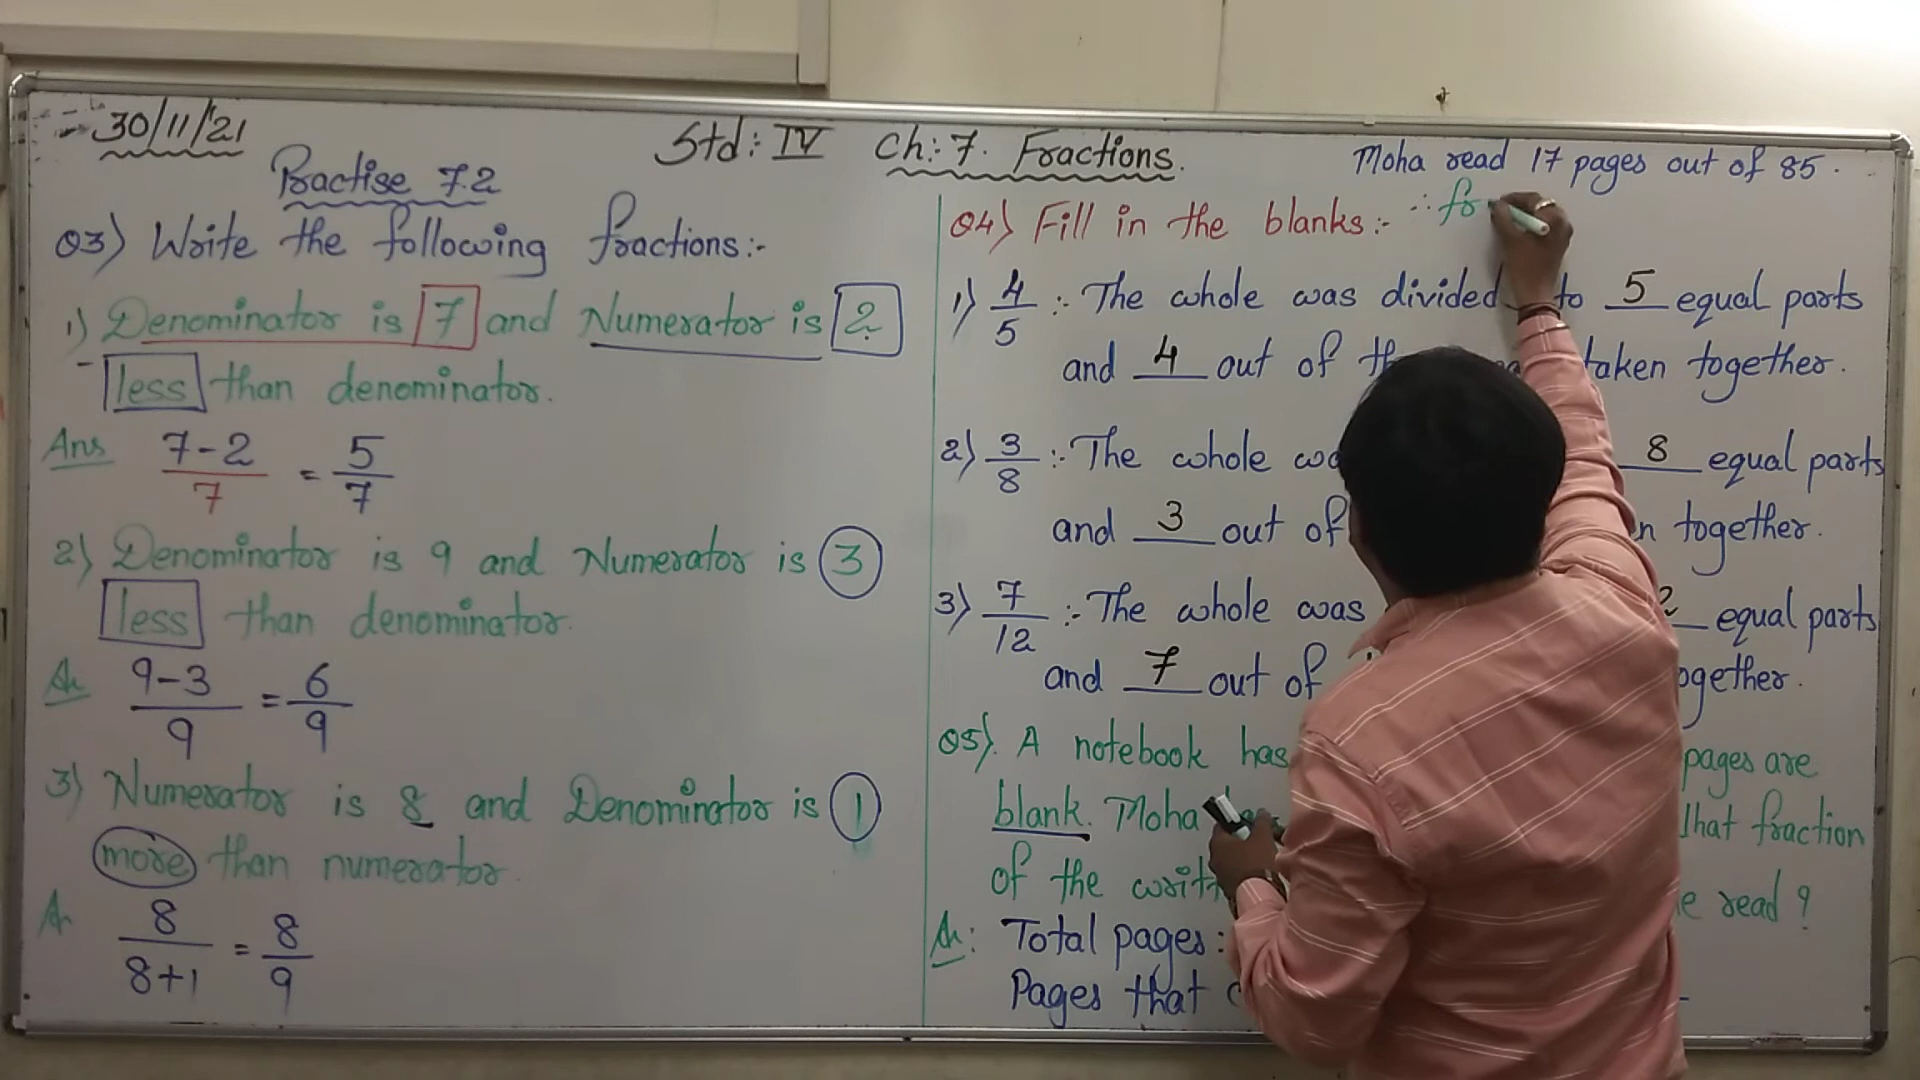 30/11/21
Std: IV Ch: 7. Fractions.
Practise 7.2
Q3) Write the following fractions:-
1) Denominator is 7 and Numerator is 2
less than denominator.
Ans 7-2/7 = 5/7
2) Denominator is 9 and Numerator is 3
less than denominator.
A 9-3/9 = 6/9
3) Numerator is 8 and Denominator is 1
more than numerator.
A 8/8+1 = 8/9
Moha read 17 pages out of 85.
Q4) Fill in the blanks:- ∴ fr
1) 4/5 :- The whole was divided to 5 equal parts
and 4 out of taken together.
2) 3/8 :- The whole 8 equal parts
and 3 out of together.
3) 7/12 :- The whole was equal parts
and 7 out of together.
Q5). A notebook has pages are
blank. Moha fraction
of the read ?
A: Total pages:
Pages that